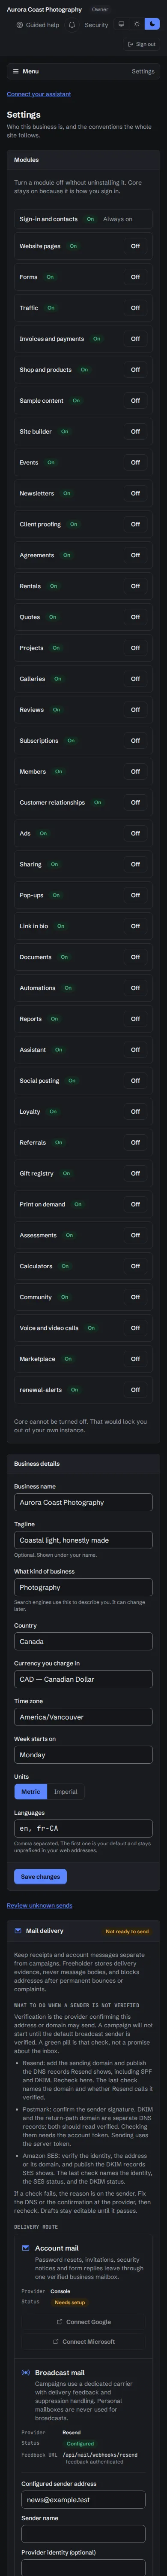 Aurora Coast Photography Owner
Guided help Security
Sign out
Menu Settings
Connect your assistant
Settings
Who this business is, and the conventions the whole
site follows.
Modules
Turn a module off without uninstalling it. Core
stays on because it is how you sign in.
Sign-in and contacts On Always on
Website pages On Off
Forms On Off
Traffic On Off
Invoices and payments On Off
Shop and products On Off
Sample content On Off
Site builder On Off
Events On Off
Newsletters On Off
Client proofing On Off
Agreements On Off
Rentals On Off
Quotes On Off
Projects On Off
Galleries On Off
Reviews On Off
Subscriptions On Off
Members On Off
Customer relationships On Off
Ads On Off
Sharing On Off
Pop-ups On Off
Link in bio On Off
Documents On Off
Automations On Off
Reports On Off
Assistant On Off
Social posting On Off
Loyalty On Off
Referrals On Off
Gift registry On Off
Print on demand On Off
Assessments On Off
Calculators On Off
Community On Off
Voice and video calls On Off
Marketplace On Off
renewal-alerts On Off
Core cannot be turned off. That would lock you
out of your own instance.
Business details
Business name
Aurora Coast Photography
Tagline
Coastal light, honestly made
Optional. Shown under your name.
What kind of business
Photography
Search engines use this to describe you. It can change
later.
Country
Canada
Currency you charge in
CAD — Canadian Dollar
Time zone
America/Vancouver
Week starts on
Monday
Units
Metric Imperial
Languages
en, fr-CA
Comma separated. The first one is your default and stays
unprefixed in your web addresses.
Save changes
Review unknown sends
Mail delivery Not ready to send
Keep receipts and account messages separate
from campaigns. Freeholder stores delivery
evidence, never message bodies, and blocks
addresses after permanent bounces or
complaints.
WHAT TO DO WHEN A SENDER IS NOT VERIFIED
Verification is the provider confirming this
address or domain may send. A campaign will not
start until the broadcast sender is
verified. A green pill is that check, not a promise
about the inbox.
• Resend: add the sending domain and publish
the DNS records Resend shows, including SPF
and DKIM. Recheck here. The last check
names the domain and whether Resend calls it
verified.
• Postmark: confirm the sender signature. DKIM
and return-path domain are separate DNS
records; both should read verified. Checking
them needs the account token. Sending uses
the server token.
• Amazon SES: verify the identity, the address
or its domain, and publish the DKIM records
SES shows. The last check names the identity,
the SES status, and the DKIM status.
If a check fails, the reason is on the sender. Fix
the DNS or the confirmation at the provider, then
recheck. Drafts stay editable until it passes.
DELIVERY ROUTE
Account mail
Password resets, invitations, security
notices and form replies leave through
one verified business mailbox.
Provider Console
Status Needs setup
Connect Google
Connect Microsoft
Broadcast mail
Campaigns use a dedicated carrier
with delivery feedback and
suppression handling. Personal
mailboxes are never used for
broadcasts.
Provider Resend
Status Configured
Feedback URL /api/mail/webhooks/resend
feedback authenticated
Configured sender address
news@example.test
Sender name
Provider identity (optional)